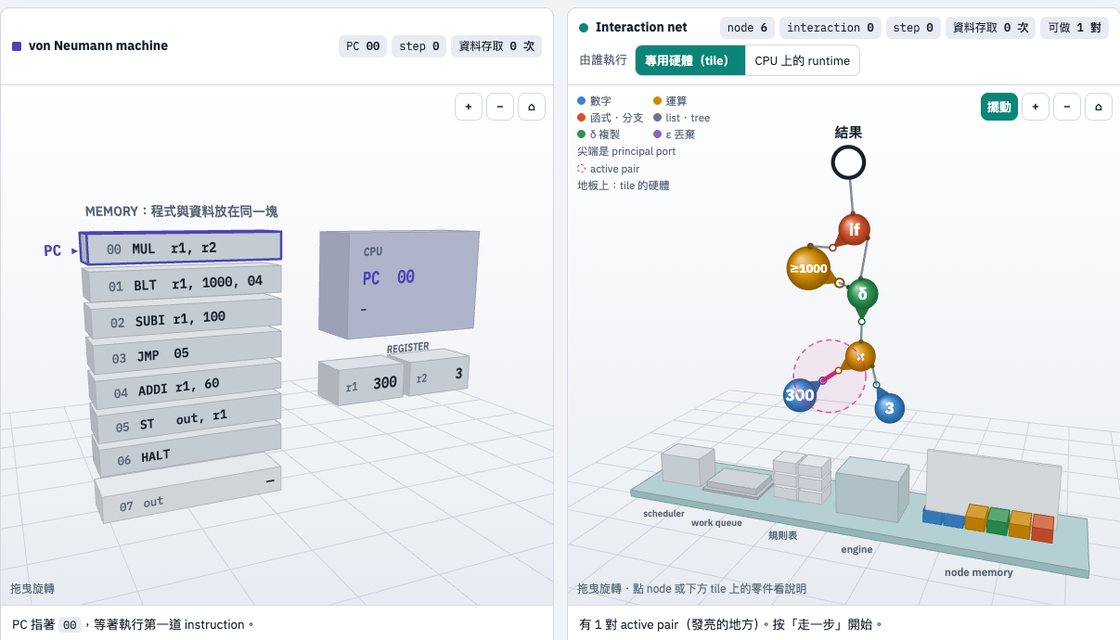 von Neumann machine
PC 00
step 0
資料存取 0 次
MEMORY：程式與資料放在同一塊
PC ▸
00 MUL r1, r2
01 BLT r1, 1000, 04
02 SUBI r1, 100
03 JMP 05
04 ADDI r1, 60
05 ST out, r1
06 HALT
07 out —
CPU
PC 00
–
REGISTER
r1 300
r2 3
拖曳旋轉
PC 指著 00，等著執行第一道 instruction。
Interaction net
node 6
interaction 0
step 0
資料存取 0 次
可做 1 對
由誰執行
專用硬體（tile）
CPU 上的 runtime
數字
運算
函式·分支
list·tree
δ 複製
ε 丟棄
尖端是 principal port
active pair
地板上：tile 的硬體
擺動
+
−
⌂
+
−
⌂
結果
if
≥1000
δ
×
300
3
scheduler
work queue
規則表
engine
node memory
拖曳旋轉·點 node 或下方 tile 上的零件看說明
有 1 對 active pair（發亮的地方）。按「走一步」開始。